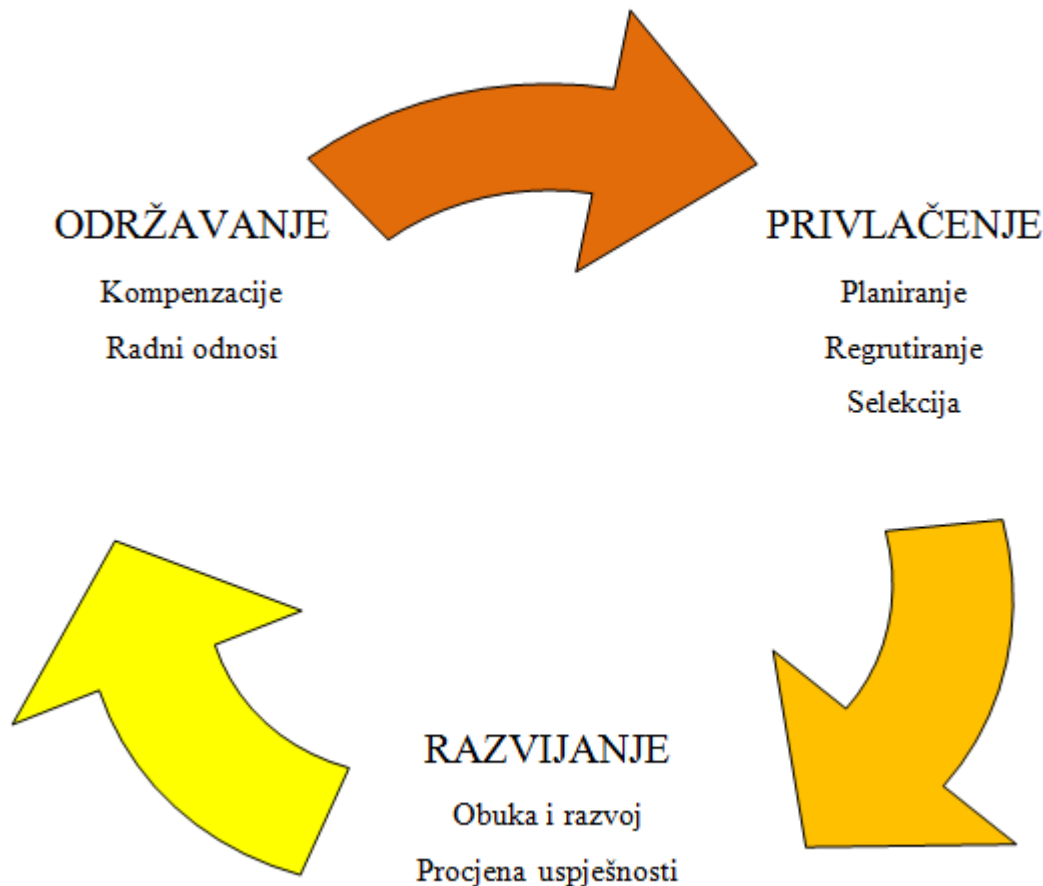 ODRŽAVANJE
Kompenzacije
Radni odnosi
PRIVLAČENJE
Planiranje
Regrutiranje
Selekcija
RAZVIJANJE
Obuka i razvoj
Procjena uspješnosti